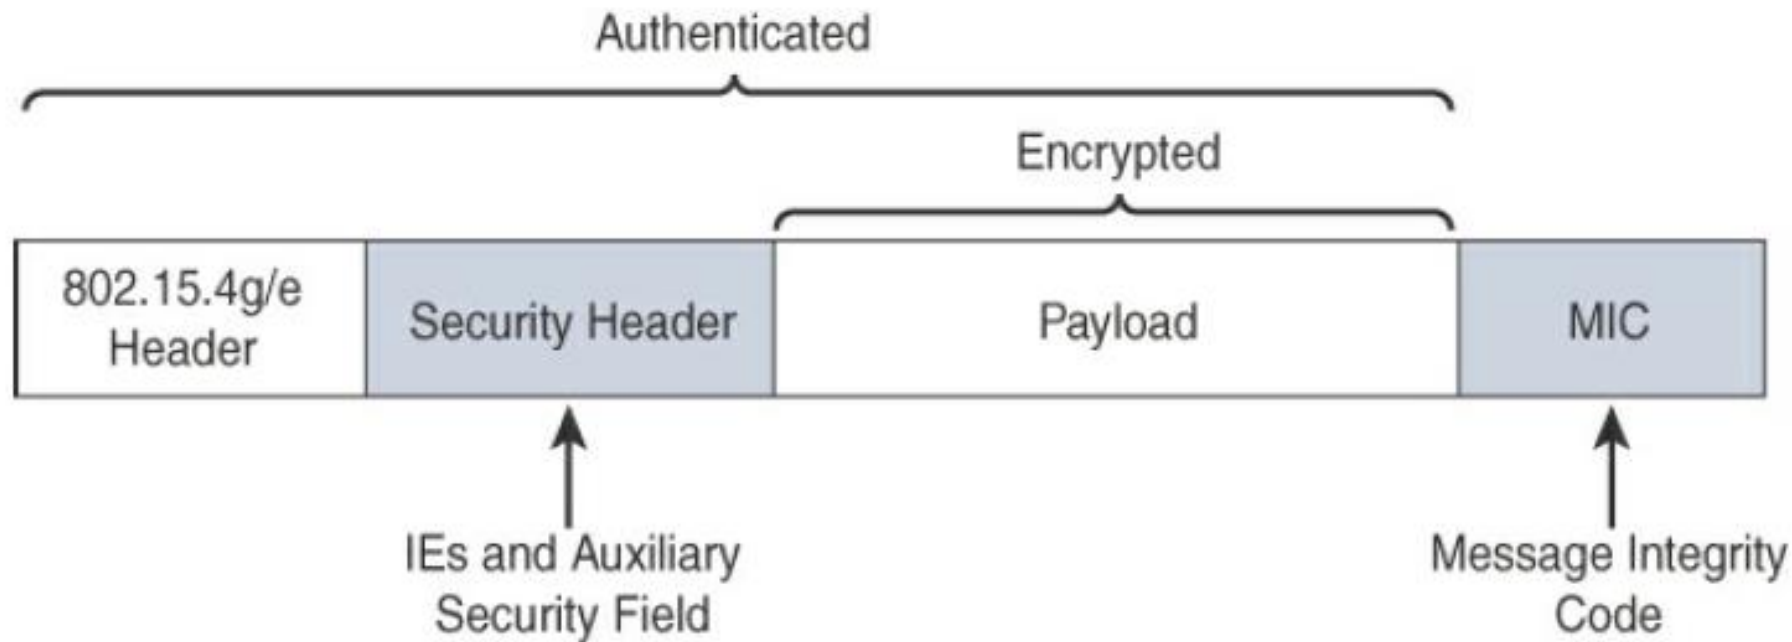 Authenticated
Encrypted
802.15.4g/e
Header
Security Header
Payload
MIC
IEs and Auxiliary
Security Field
Message Integrity
Code